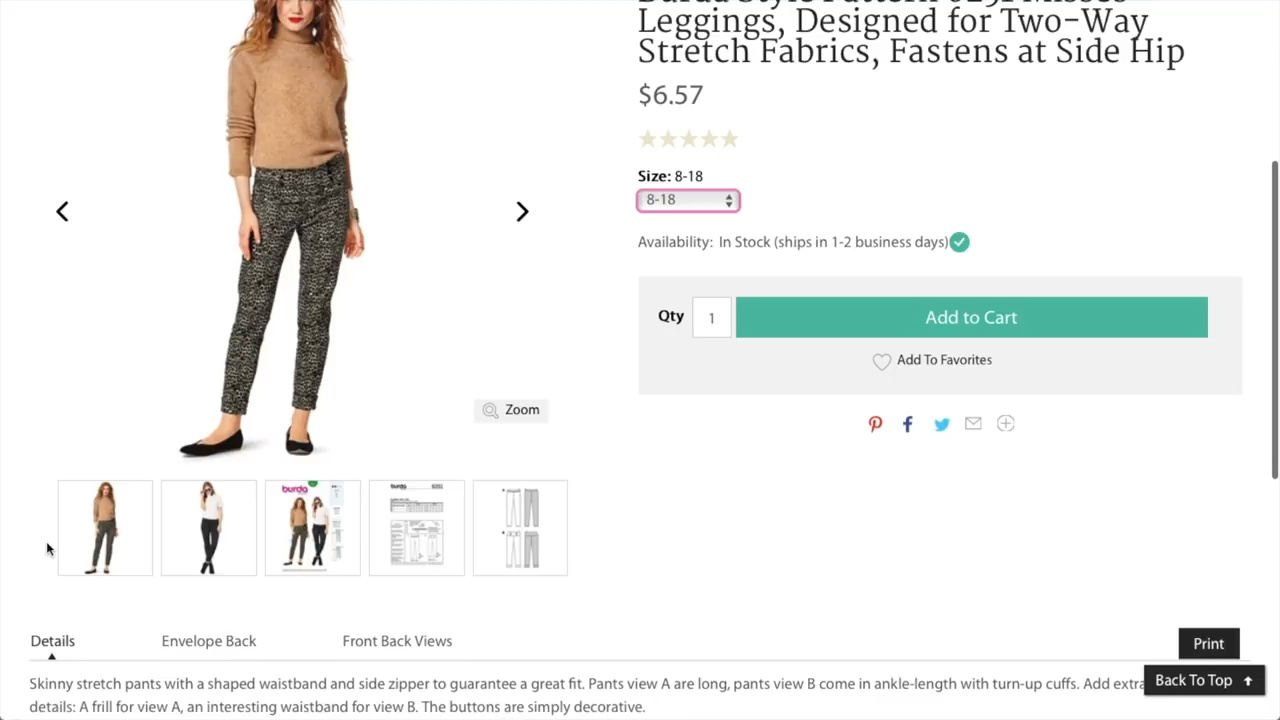 Leggings, Designed for Two-Way
Stretch Fabrics, Fastens at Side Hip
$6.57
Size: 8-18
8-18
Availability: In Stock (ships in 1-2 business days)
Qty 1 Add to Cart
Add To Favorites
Zoom
burda
burda
Details Envelope Back Front Back Views Print
Back To Top
Skinny stretch pants with a shaped waistband and side zipper to guarantee a great fit. Pants view A are long, pants view B come in ankle-length with turn-up cuffs. Add extra
details: A frill for view A, an interesting waistband for view B. The buttons are simply decorative.